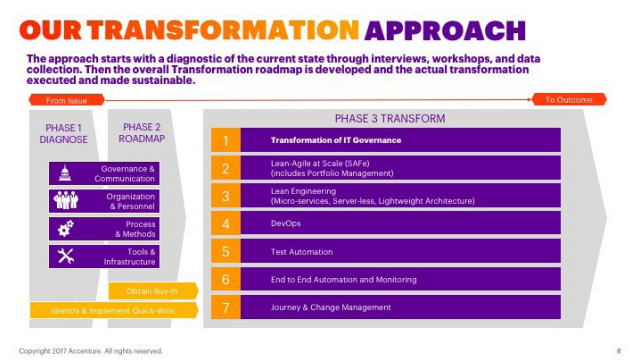 OUR TRANSFORMATION APPROACH
The approach starts with a diagnostic of the current state through interviews, workshops, and data
collection. Then the overall Transformation roadmap is developed and the actual transformation
executed and made sustainable.
From Issue
To Outcome
PHASE 1
DIAGNOSE
PHASE 2
ROADMAP
Governance &
Communication
Organization
& Personnel
Process
& Methods
Tools &
Infrastructure
Obtain Buy-In
Identify & Implement Quick-Wins
PHASE 3 TRANSFORM
1 Transformation of IT Governance
2 Lean-Agile at Scale (SAFe)
(includes Portfolio Management)
3 Lean Engineering
(Micro-services, Server-less, Lightweight Architecture)
4 DevOps
5 Test Automation
6 End to End Automation and Monitoring
7 Journey & Change Management
Copyright 2017 Accenture. All rights reserved.
8